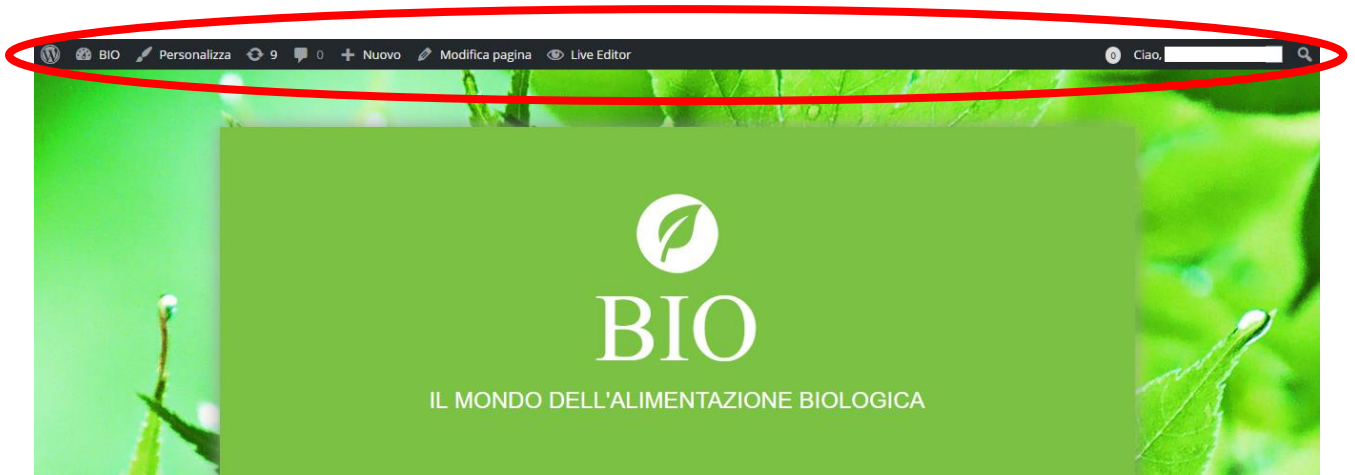 BIO Personalizza 9 0 + Nuovo Modifica pagina Live Editor 0 Ciao,
BIO
IL MONDO DELL'ALIMENTAZIONE BIOLOGICA